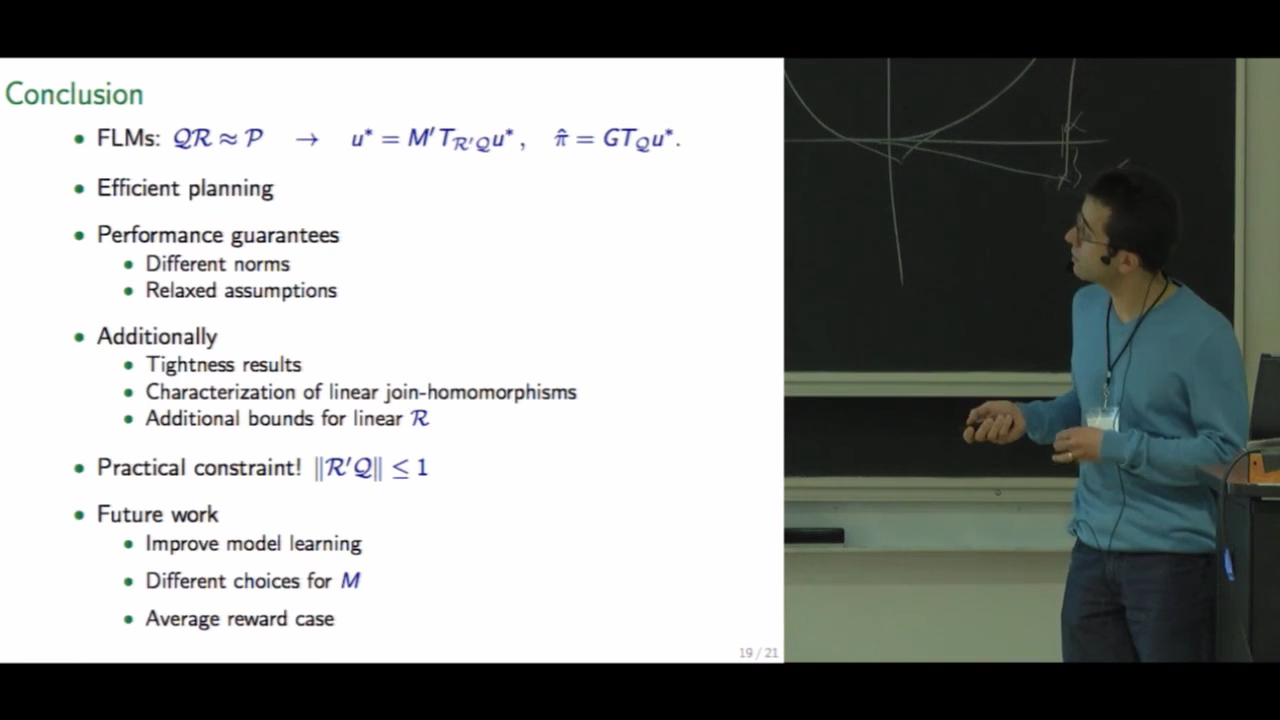 Conclusion
• FLMs: 𝒬ℛ ≈ 𝒫 → u* = M′T_{ℛ′𝒬}u*, π̂ = GT_𝒬u*.
• Efficient planning
• Performance guarantees
• Different norms
• Relaxed assumptions
• Additionally
• Tightness results
• Characterization of linear join-homomorphisms
• Additional bounds for linear ℛ
• Practical constraint! ‖ℛ′𝒬‖ ≤ 1
• Future work
• Improve model learning
• Different choices for M
• Average reward case
19 / 21